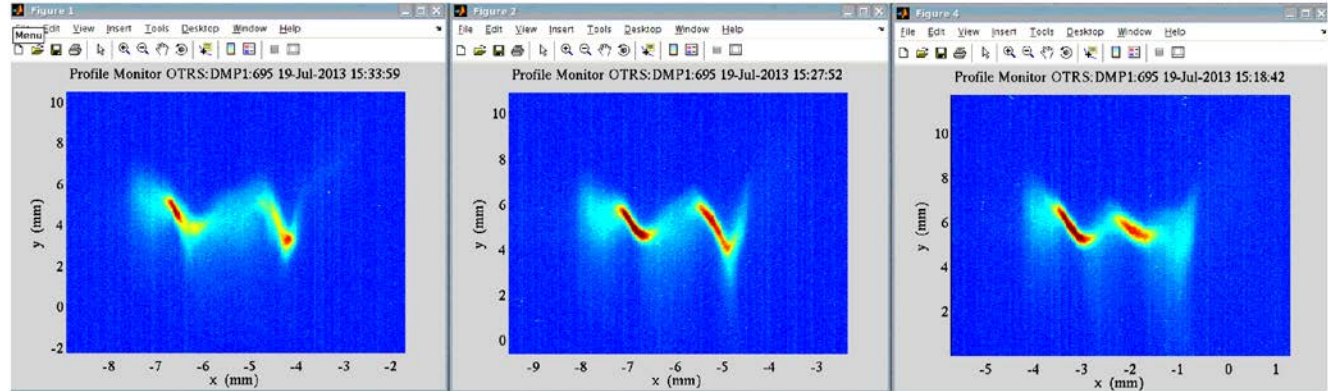 Figure 1
Menu Edit View Insert Tools Desktop Window Help
Profile Monitor OTRS:DMP1:695 19-Jul-2013 15:33:59
10
8
6
4
2
0
-2
y (mm)
-8 -7 -6 -5 -4 -3 -2
x (mm)
Figure 2
File Edit View Insert Tools Desktop Window Help
Profile Monitor OTRS:DMP1:695 19-Jul-2013 15:27:52
10
8
6
4
2
0
y (mm)
-9 -8 -7 -6 -5 -4 -3
x (mm)
Figure 4
File Edit View Insert Tools Desktop Window Help
Profile Monitor OTRS:DMP1:695 19-Jul-2013 15:18:42
10
8
6
4
2
y (mm)
-5 -4 -3 -2 -1 0 1
x (mm)